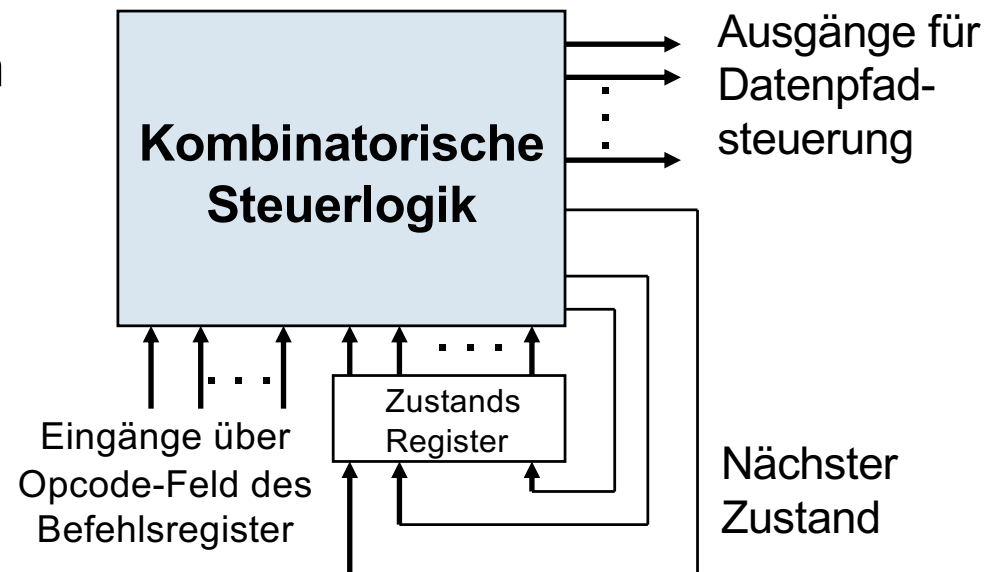 n
Kombinatorische
Steuerlogik
Ausgänge für
Datenpfad-
steuerung
Zustands
Register
Eingänge über
Opcode-Feld des
Befehlsregister
Nächster
Zustand